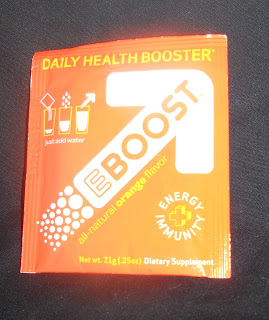 DAILY HEALTH BOOSTER*
just add water
EBOOST™
all-natural orange flavor
ENERGY
IMMUNITY
Net wt. 7.1g (.25oz) Dietary Supplement